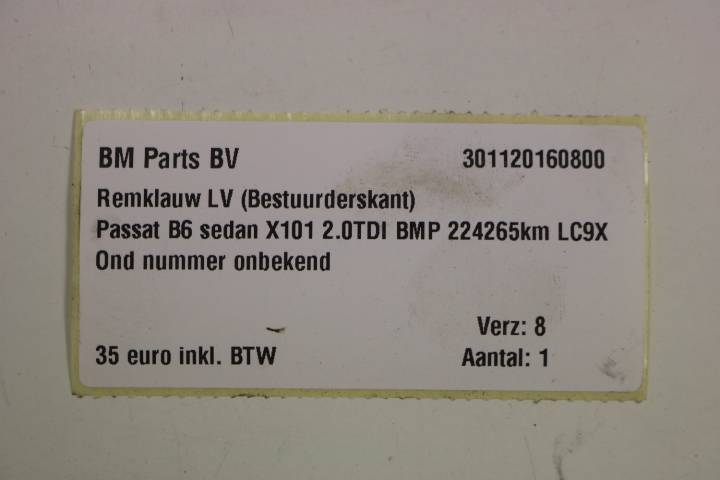 BM Parts BV 301120160800
Remklauw LV (Bestuurderskant)
Passat B6 sedan X101 2.0TDI BMP 224265km LC9X
Ond nummer onbekend
Verz: 8
35 euro inkl. BTW Aantal: 1